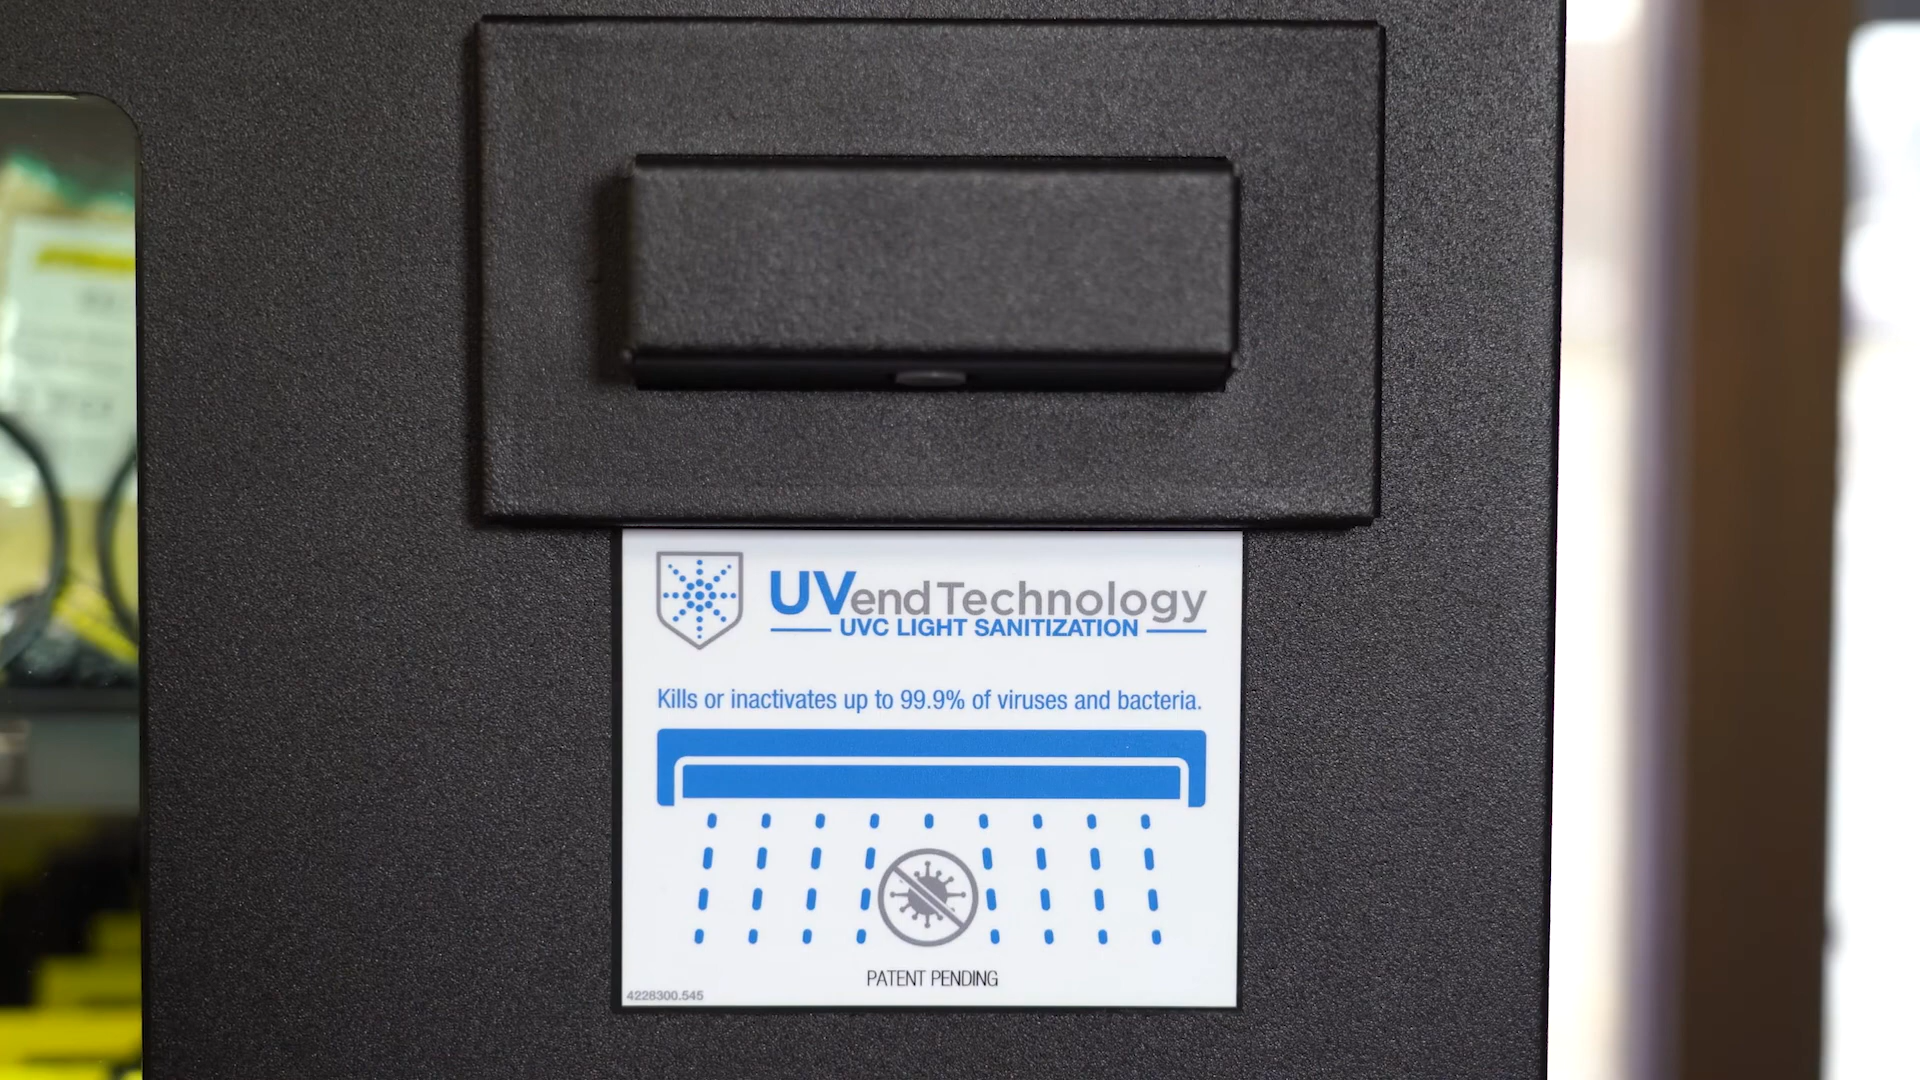 UVend Technology
UVC LIGHT SANITIZATION
Kills or inactivates up to 99.9% of viruses and bacteria.
PATENT PENDING
4228300.545